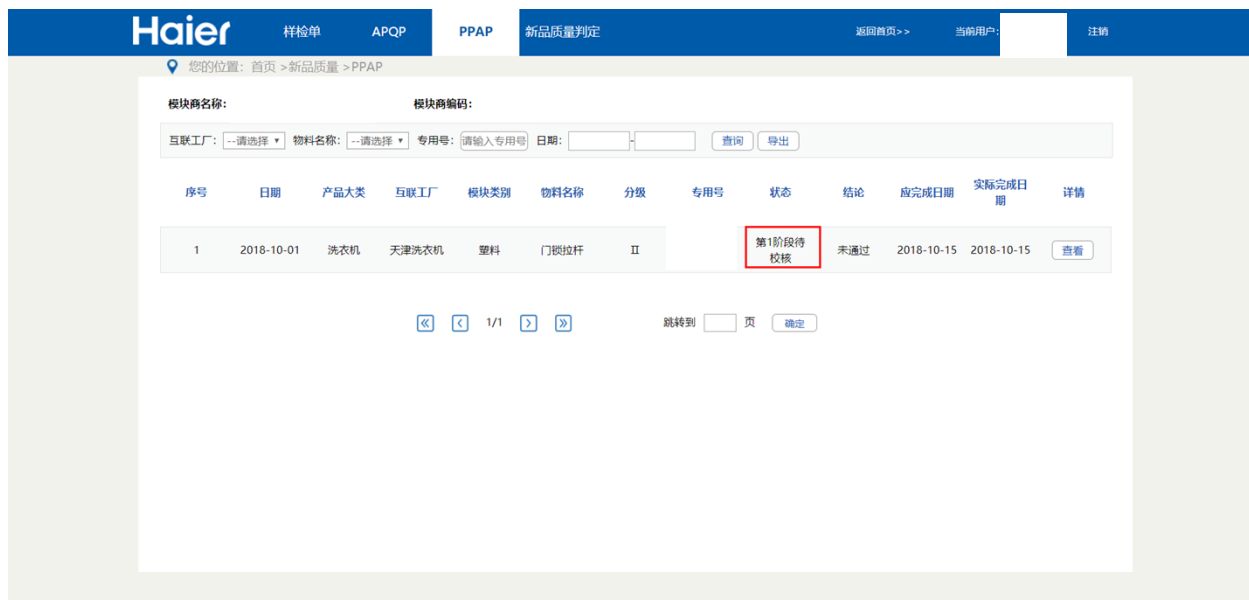 Haier 样检单 APQP PPAP 新品质量判定 返回首页>> 当前用户: 注销
您的位置: 首页 >新品质量 >PPAP
模块商名称: 模块商编码:
互联工厂: --请选择 物料名称: --请选择 专用号: 请输入专用号 日期: - 查询 导出
序号 日期 产品大类 互联工厂 模块类别 物料名称 分级 专用号 状态 结论 应完成日期 实际完成日 详情
期
1 2018-10-01 洗衣机 天津洗衣机 塑料 门锁拉杆 II 第1阶段待 未通过 2018-10-15 2018-10-15 查看
校核
1/1 跳转到 页 确定